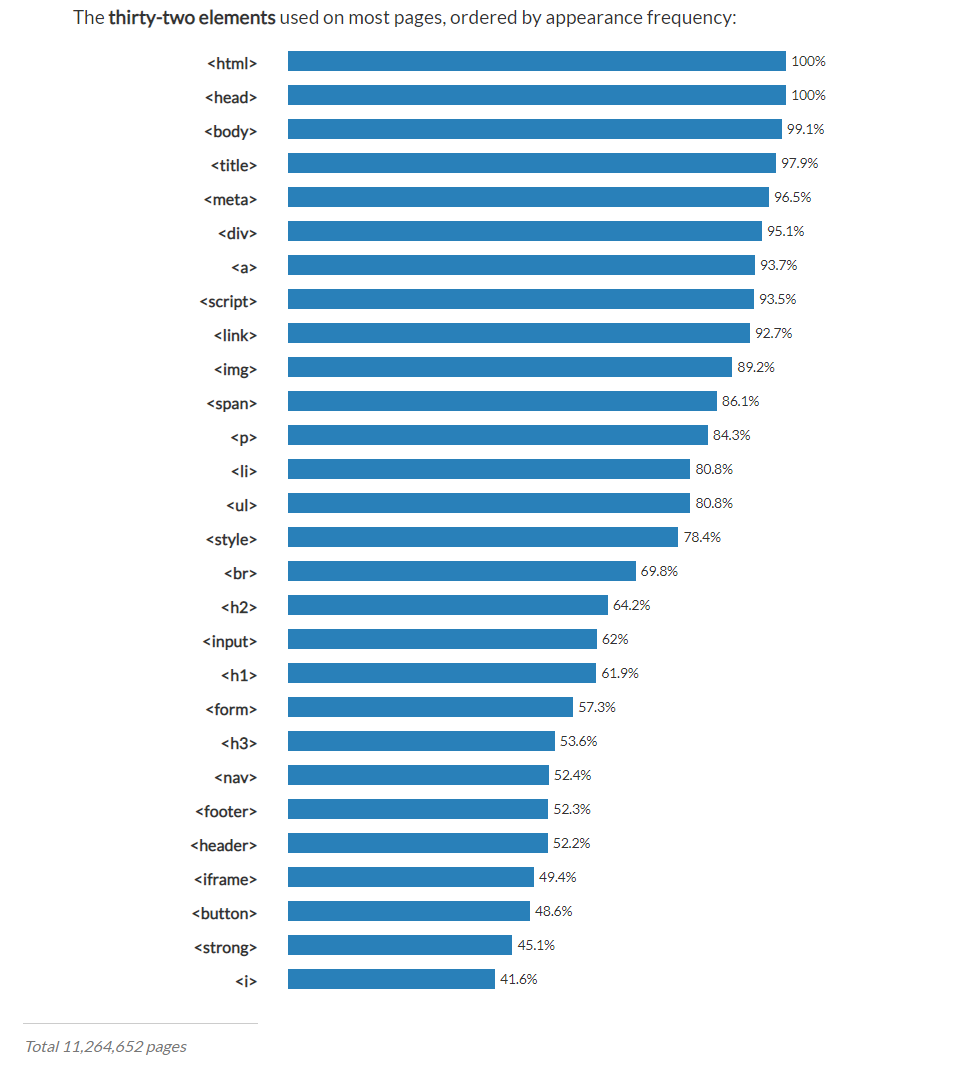 The thirty-two elements used on most pages, ordered by appearance frequency:
<html> 100%
<head> 100%
<body> 99.1%
<title> 97.9%
<meta> 96.5%
<div> 95.1%
<a> 93.7%
<script> 93.5%
<link> 92.7%
<img> 89.2%
<span> 86.1%
<p> 84.3%
<li> 80.8%
<ul> 80.8%
<style> 78.4%
<br> 69.8%
<h2> 64.2%
<input> 62%
<h1> 61.9%
<form> 57.3%
<h3> 53.6%
<nav> 52.4%
<footer> 52.3%
<header> 52.2%
<iframe> 49.4%
<button> 48.6%
<strong> 45.1%
<i> 41.6%
Total 11,264,652 pages